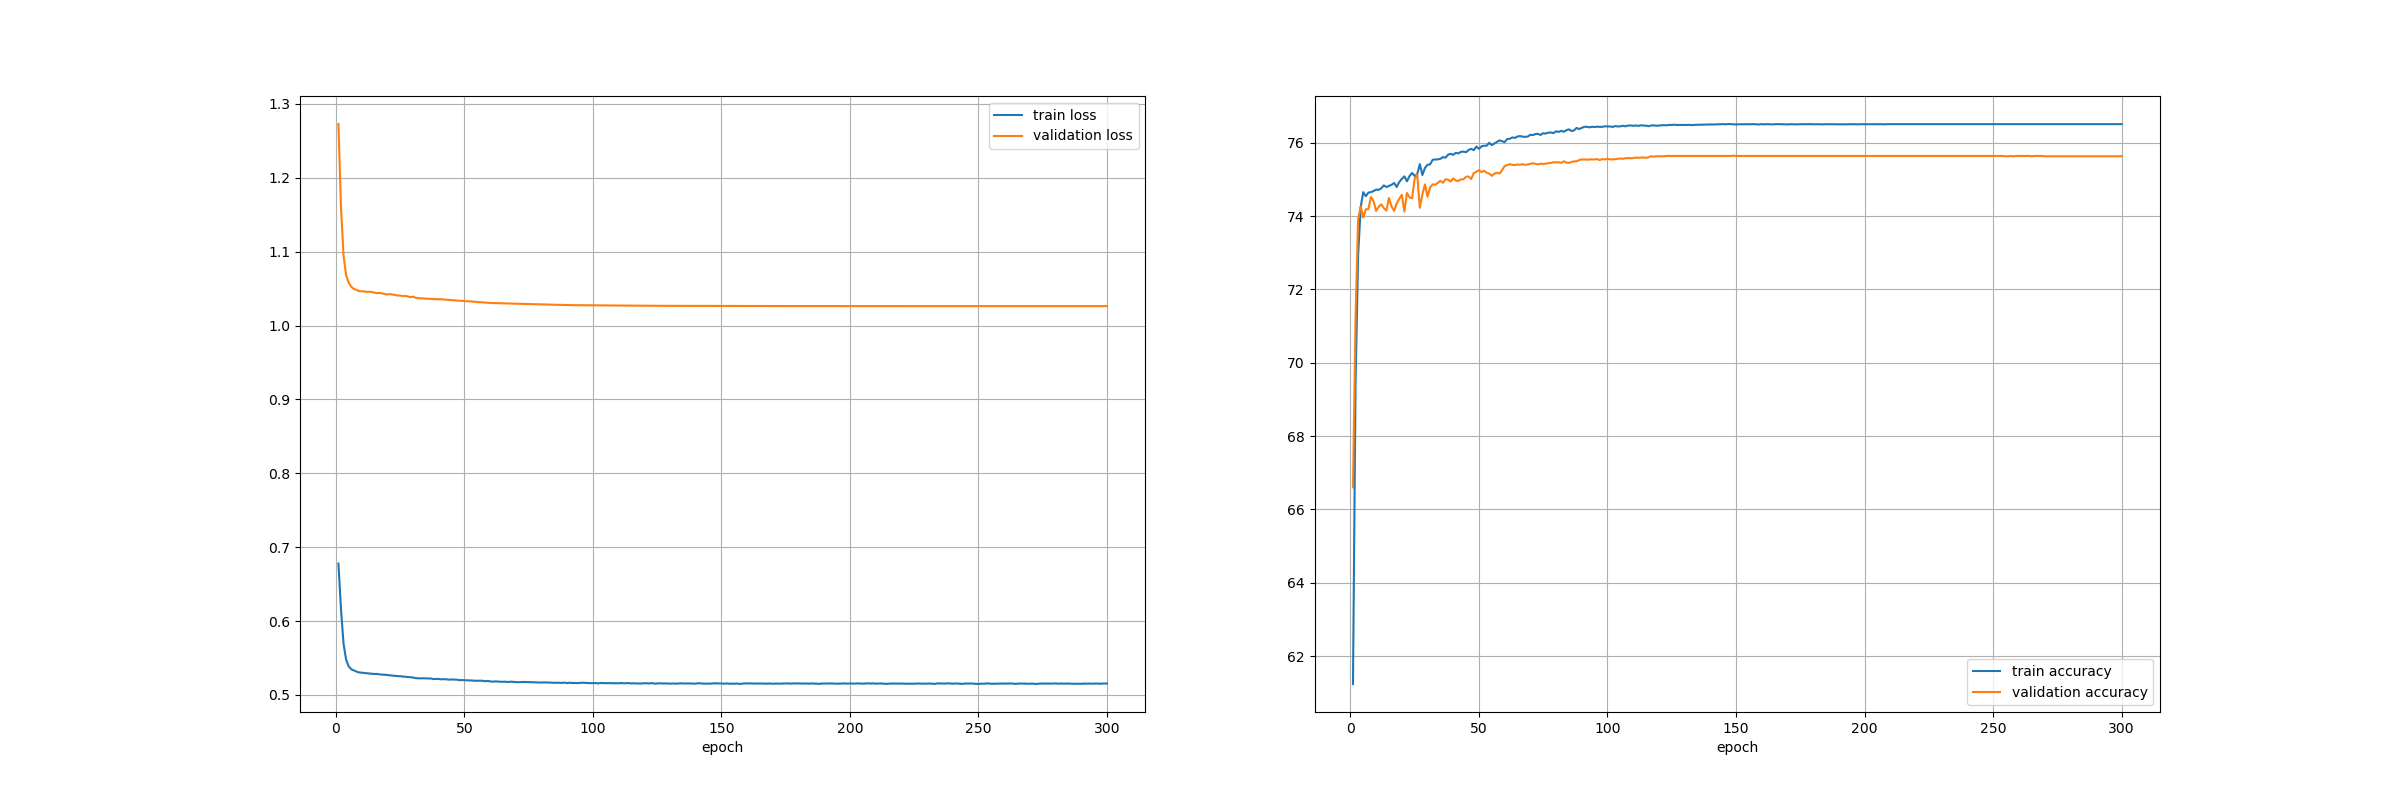 1.3
1.2
1.1
1.0
0.9
0.8
0.7
0.6
0.5
0 50 100 150 200 250 300
epoch
train loss
validation loss
76
74
72
70
68
66
64
62
0 50 100 150 200 250 300
epoch
train accuracy
validation accuracy